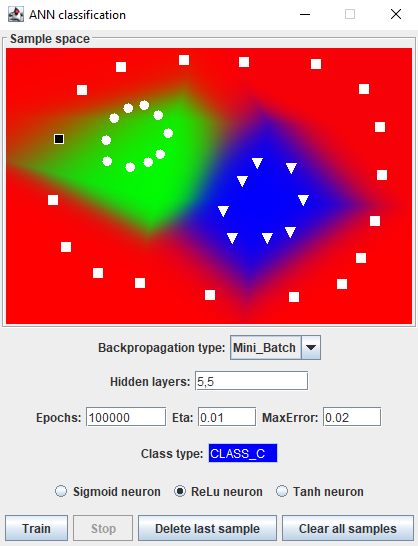 ANN classification
Sample space
Backpropagation type: Mini_Batch
Hidden layers: 5,5
Epochs: 100000 Eta: 0.01 MaxError: 0.02
Class type: CLASS_C
Sigmoid neuron ReLu neuron Tanh neuron
Train Stop Delete last sample Clear all samples